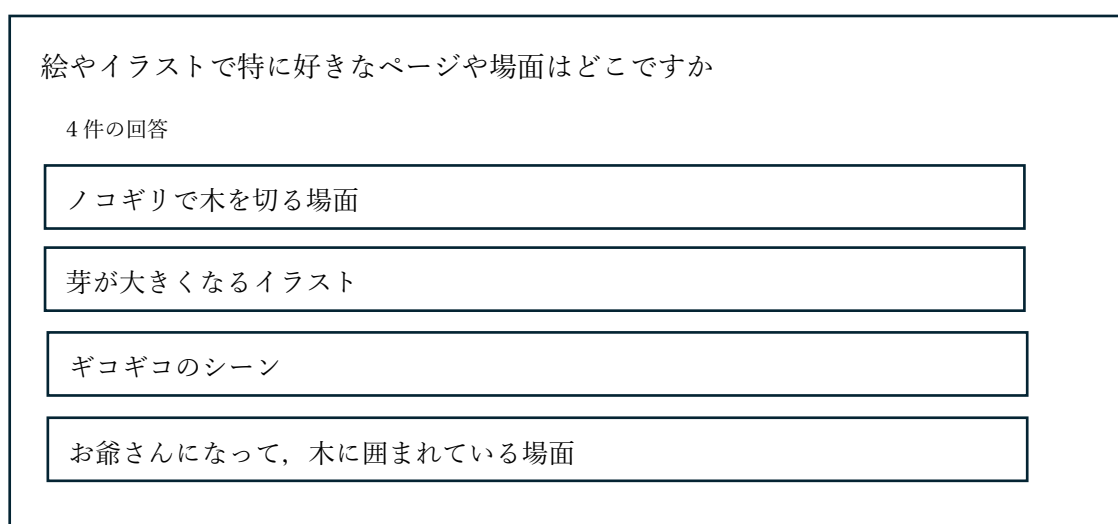 絵やイラストで特に好きなページや場面はどこですか
4件の回答
ノコギリで木を切る場面
芽が大きくなるイラスト
ギコギコのシーン
お爺さんになって，木に囲まれている場面